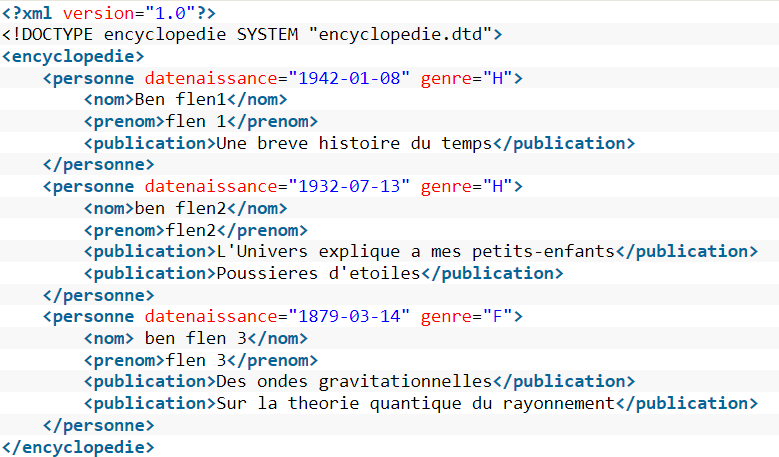 <?xml version="1.0"?>
<!DOCTYPE encyclopedie SYSTEM "encyclopedie.dtd">
<encyclopedie>
    <personne datenaissance="1942-01-08" genre="H">
        <nom>Ben flen1</nom>
        <prenom>flen 1</prenom>
        <publication>Une breve histoire du temps</publication>
    </personne>
    <personne datenaissance="1932-07-13" genre="H">
        <nom>ben flen2</nom>
        <prenom>flen2</prenom>
        <publication>L'Univers explique a mes petits-enfants</publication>
        <publication>Poussieres d'etoiles</publication>
    </personne>
    <personne datenaissance="1879-03-14" genre="F">
        <nom> ben flen 3</nom>
        <prenom>flen 3</prenom>
        <publication>Des ondes gravitationnelles</publication>
        <publication>Sur la theorie quantique du rayonnement</publication>
    </personne>
</encyclopedie>